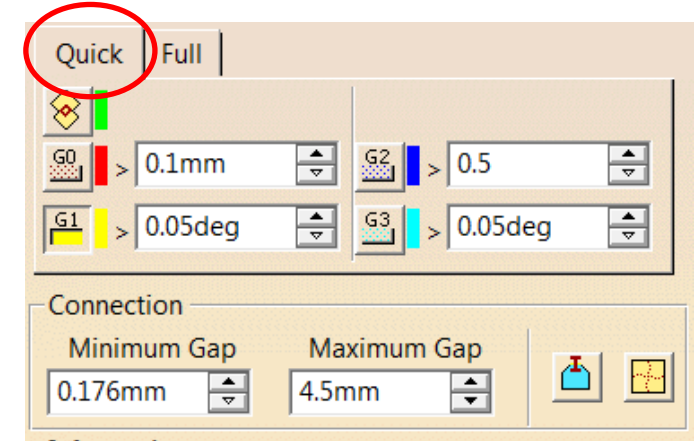 Quick Full
G0 > 0.1mm G2 > 0.5
G1 > 0.05deg G3 > 0.05deg
Connection
Minimum Gap Maximum Gap
0.176mm 4.5mm